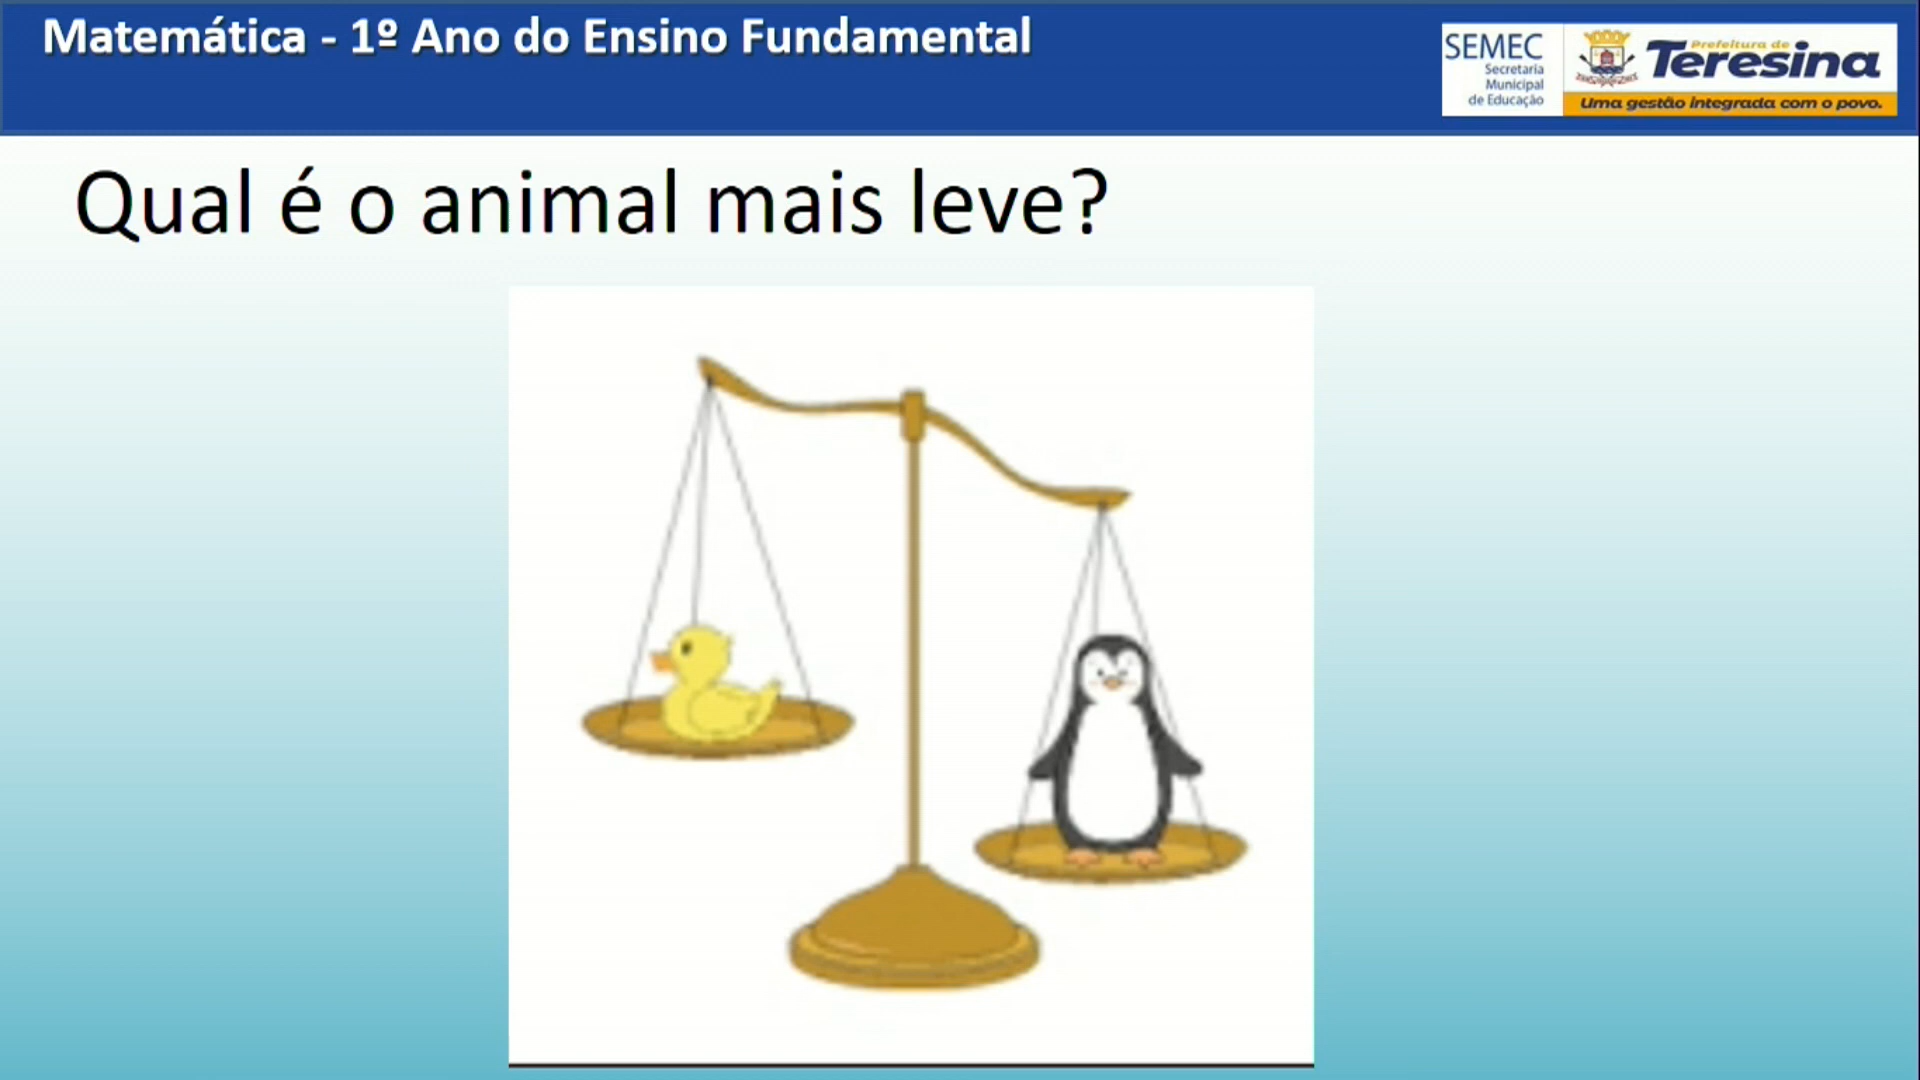 Matemática - 1º Ano do Ensino Fundamental
SEMEC
Secretaria
Municipal
de Educação
Prefeitura de
Teresina
Uma gestão integrada com o povo.
Qual é o animal mais leve?